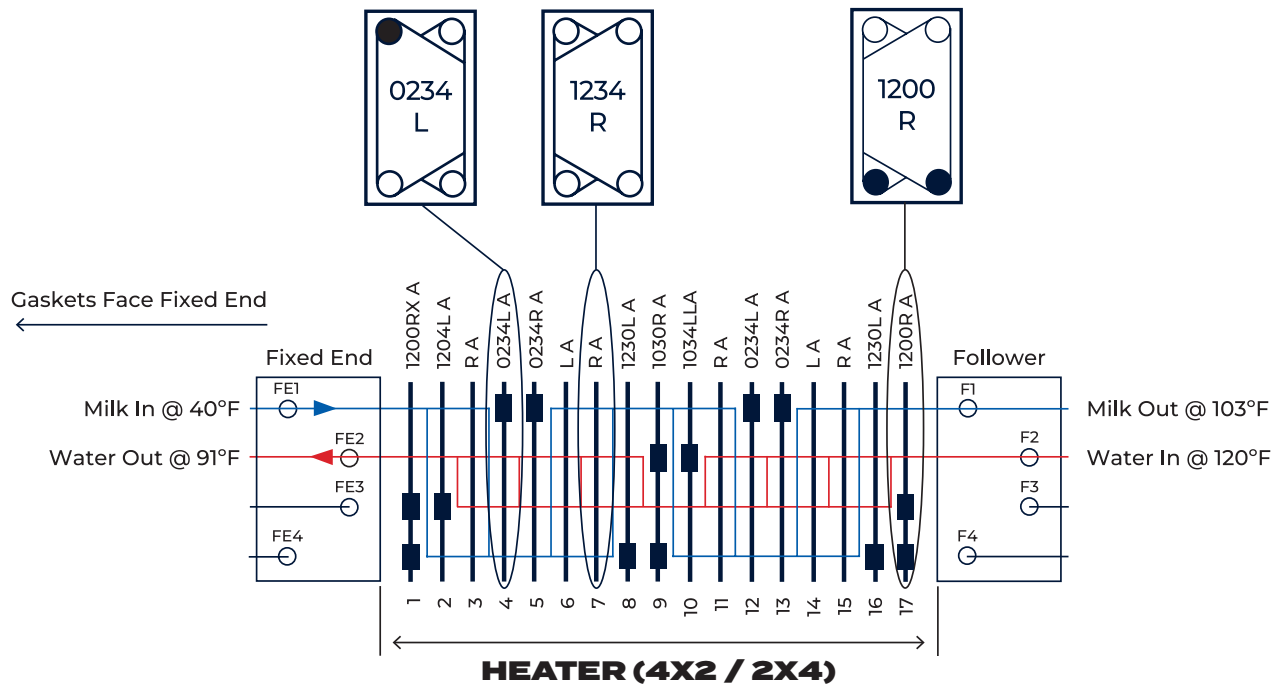 0234
L
1234
R
1200
R
Gaskets Face Fixed End
1200RX A
1204L A
R A
0234L A
0234R A
L A
R A
1230L A
1030R A
1034LLA
R A
0234L A
0234R A
L A
R A
1230L A
1200R A
Fixed End
Follower
FE1
F1
Milk In @ 40°F
Milk Out @ 103°F
FE2
F2
Water Out @ 91°F
Water In @ 120°F
FE3
F3
FE4
F4
1
2
3
4
5
6
7
8
9
10
11
12
13
14
15
16
17
HEATER (4X2 / 2X4)